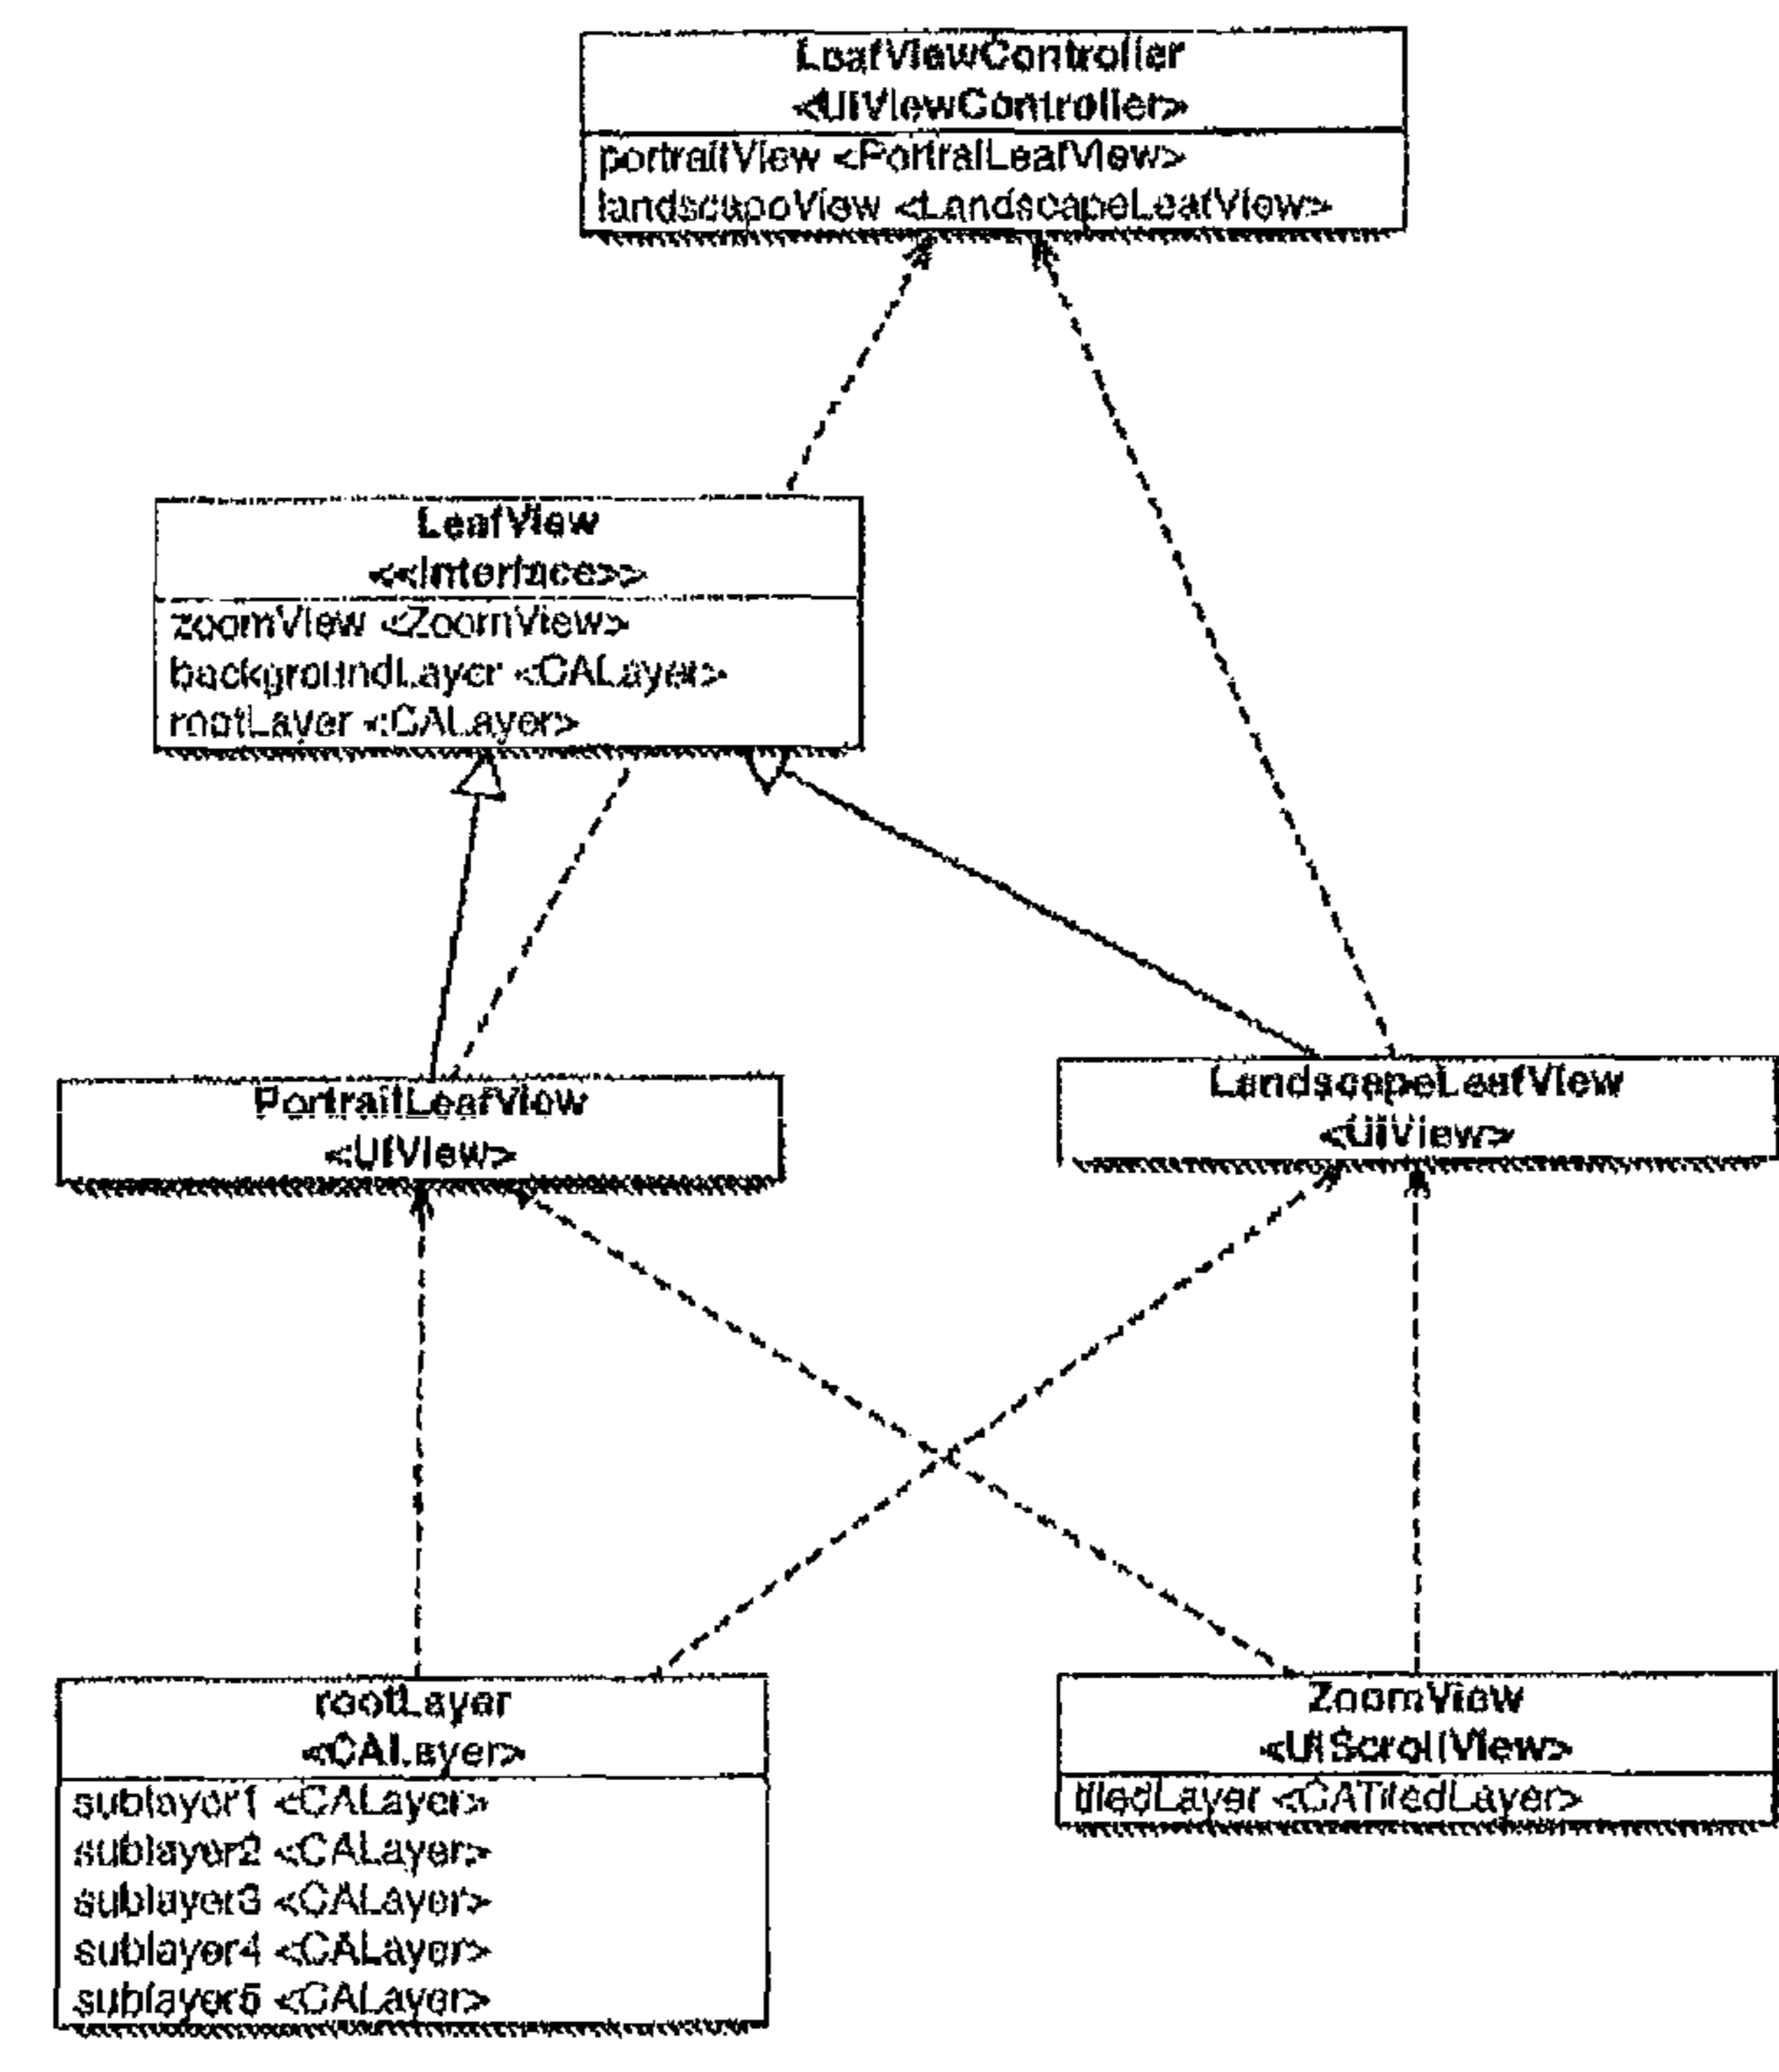 LeafViewController
<UIViewController>
portraitView <PortraiLeafView>
landscapeView <LandscapeLeafView>
LeafView
<<Interface>>
zoomView <ZoomView>
backgroundLayer <CALayer>
rootLayer <CALayer>
PortraitLeafView
<UIView>
LandscapeLeafView
<UIView>
rootLayer
<CALayer>
sublayer1 <CALayer>
sublayer2 <CALayer>
sublayer3 <CALayer>
sublayer4 <CALayer>
sublayer5 <CALayer>
ZoomView
<UIScrollView>
tiledLayer <CATiledLayer>